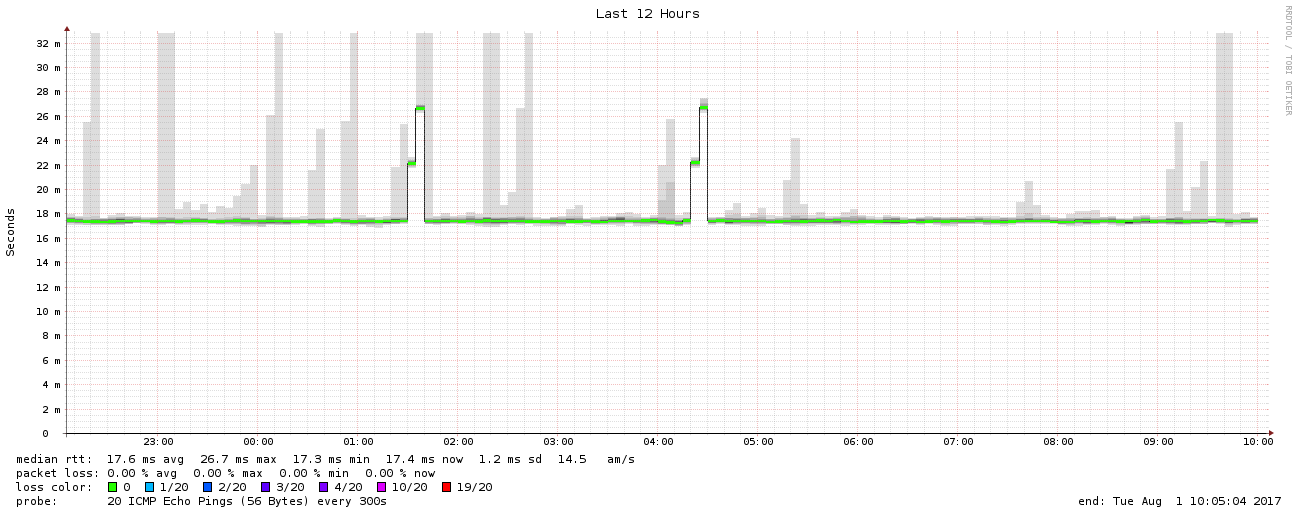 Last 12 Hours
RRDTOOL / TOBI OETIKER
Seconds
32 m
30 m
28 m
26 m
24 m
22 m
20 m
18 m
16 m
14 m
12 m
10 m
8 m
6 m
4 m
2 m
0
23:00 00:00 01:00 02:00 03:00 04:00 05:00 06:00 07:00 08:00 09:00 10:00
median rtt: 17.6 ms avg 26.7 ms max 17.3 ms min 17.4 ms now 1.2 ms sd 14.5 am/s
packet loss: 0.00 % avg 0.00 % max 0.00 % min 0.00 % now
loss color: 0 1/20 2/20 3/20 4/20 10/20 19/20
probe: 20 ICMP Echo Pings (56 Bytes) every 300s end: Tue Aug 1 10:05:04 2017